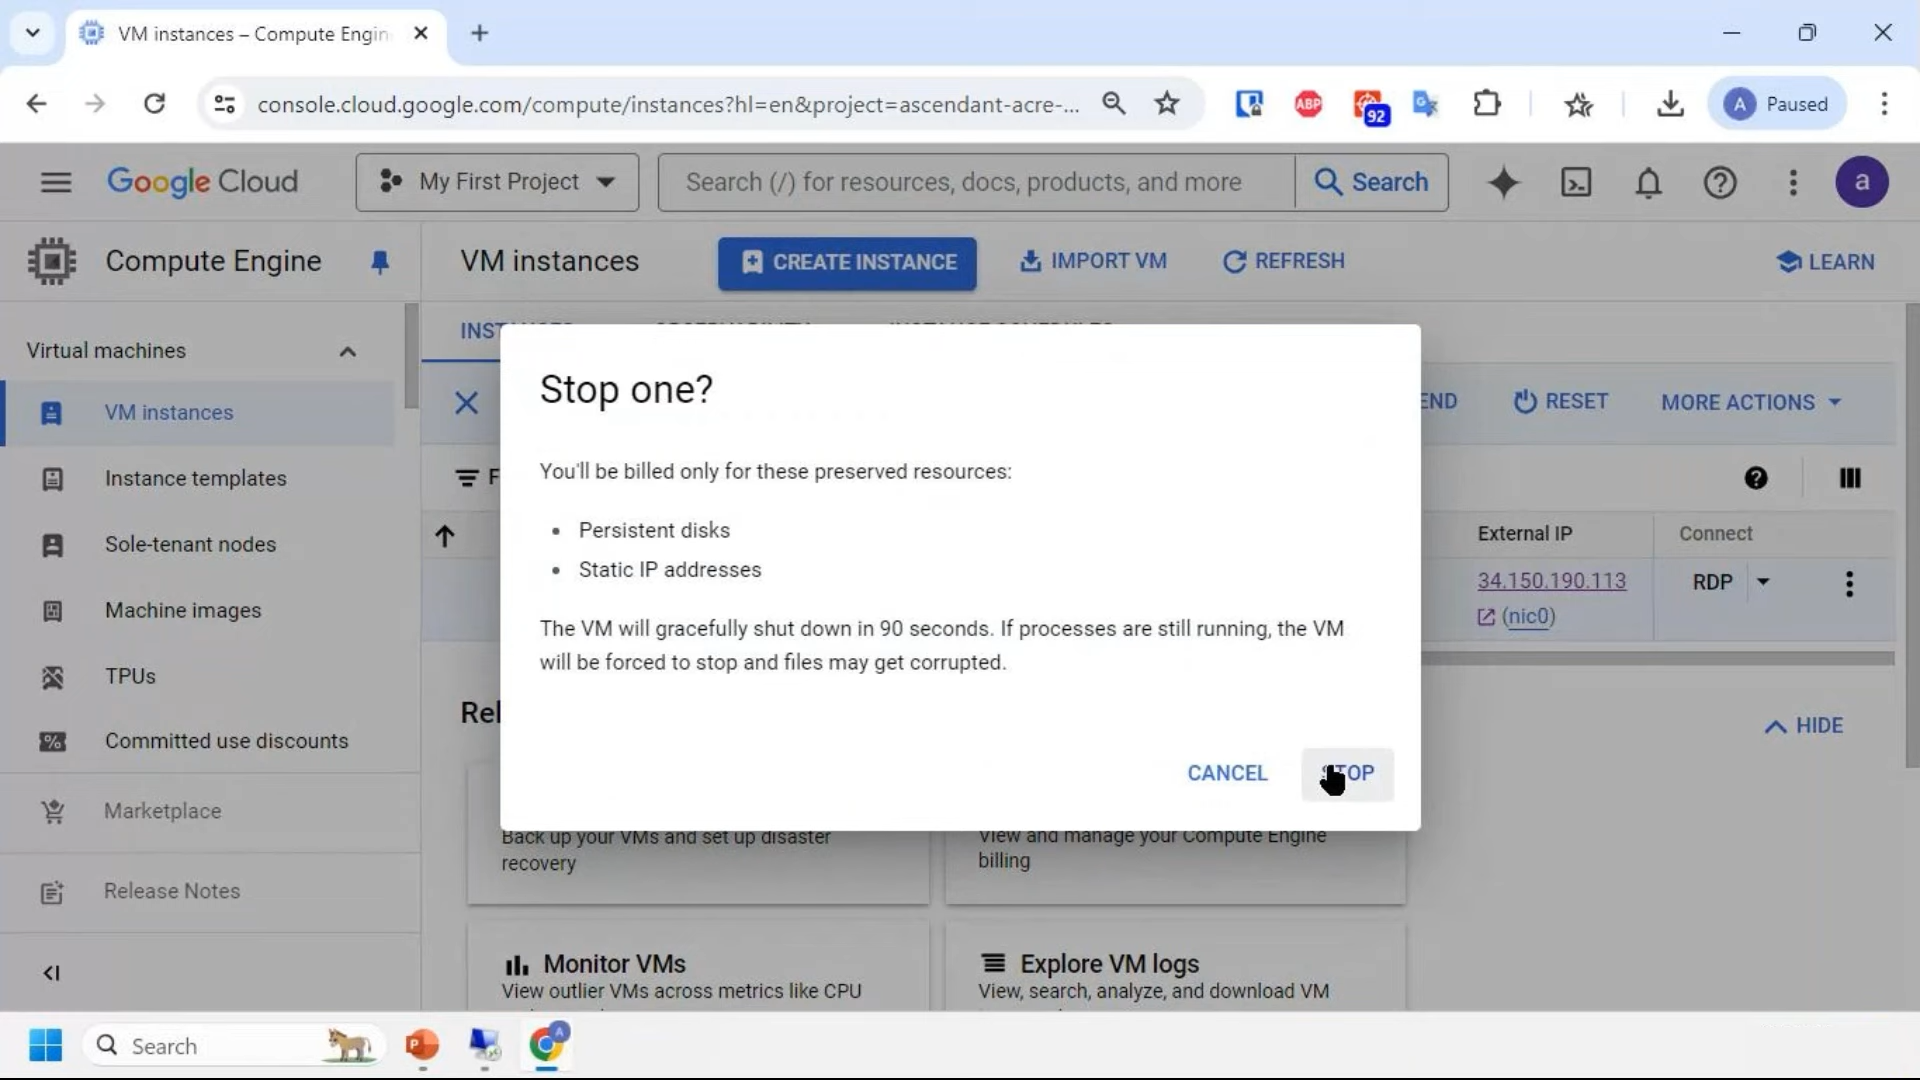 VM instances – Compute Engin
console.cloud.google.com/compute/instances?hl=en&project=ascendant-acre-...
ABP
92
A
Paused
Google Cloud
My First Project
Search (/) for resources, docs, products, and more
Search
a
Compute Engine
VM instances
CREATE INSTANCE
IMPORT VM
REFRESH
LEARN
Virtual machines
VM instances
Instance templates
Sole-tenant nodes
Machine images
TPUs
Committed use discounts
Marketplace
Release Notes
RESET
MORE ACTIONS
Stop one?
You'll be billed only for these preserved resources:
• Persistent disks
• Static IP addresses
The VM will gracefully shut down in 90 seconds. If processes are still running, the VM
will be forced to stop and files may get corrupted.
CANCEL
STOP
External IP
Connect
34.150.190.113
(nic0)
RDP
HIDE
Back up your VMs and set up disaster
recovery
View and manage your Compute Engine
billing
Monitor VMs
View outlier VMs across metrics like CPU
Explore VM logs
View, search, analyze, and download VM
Search